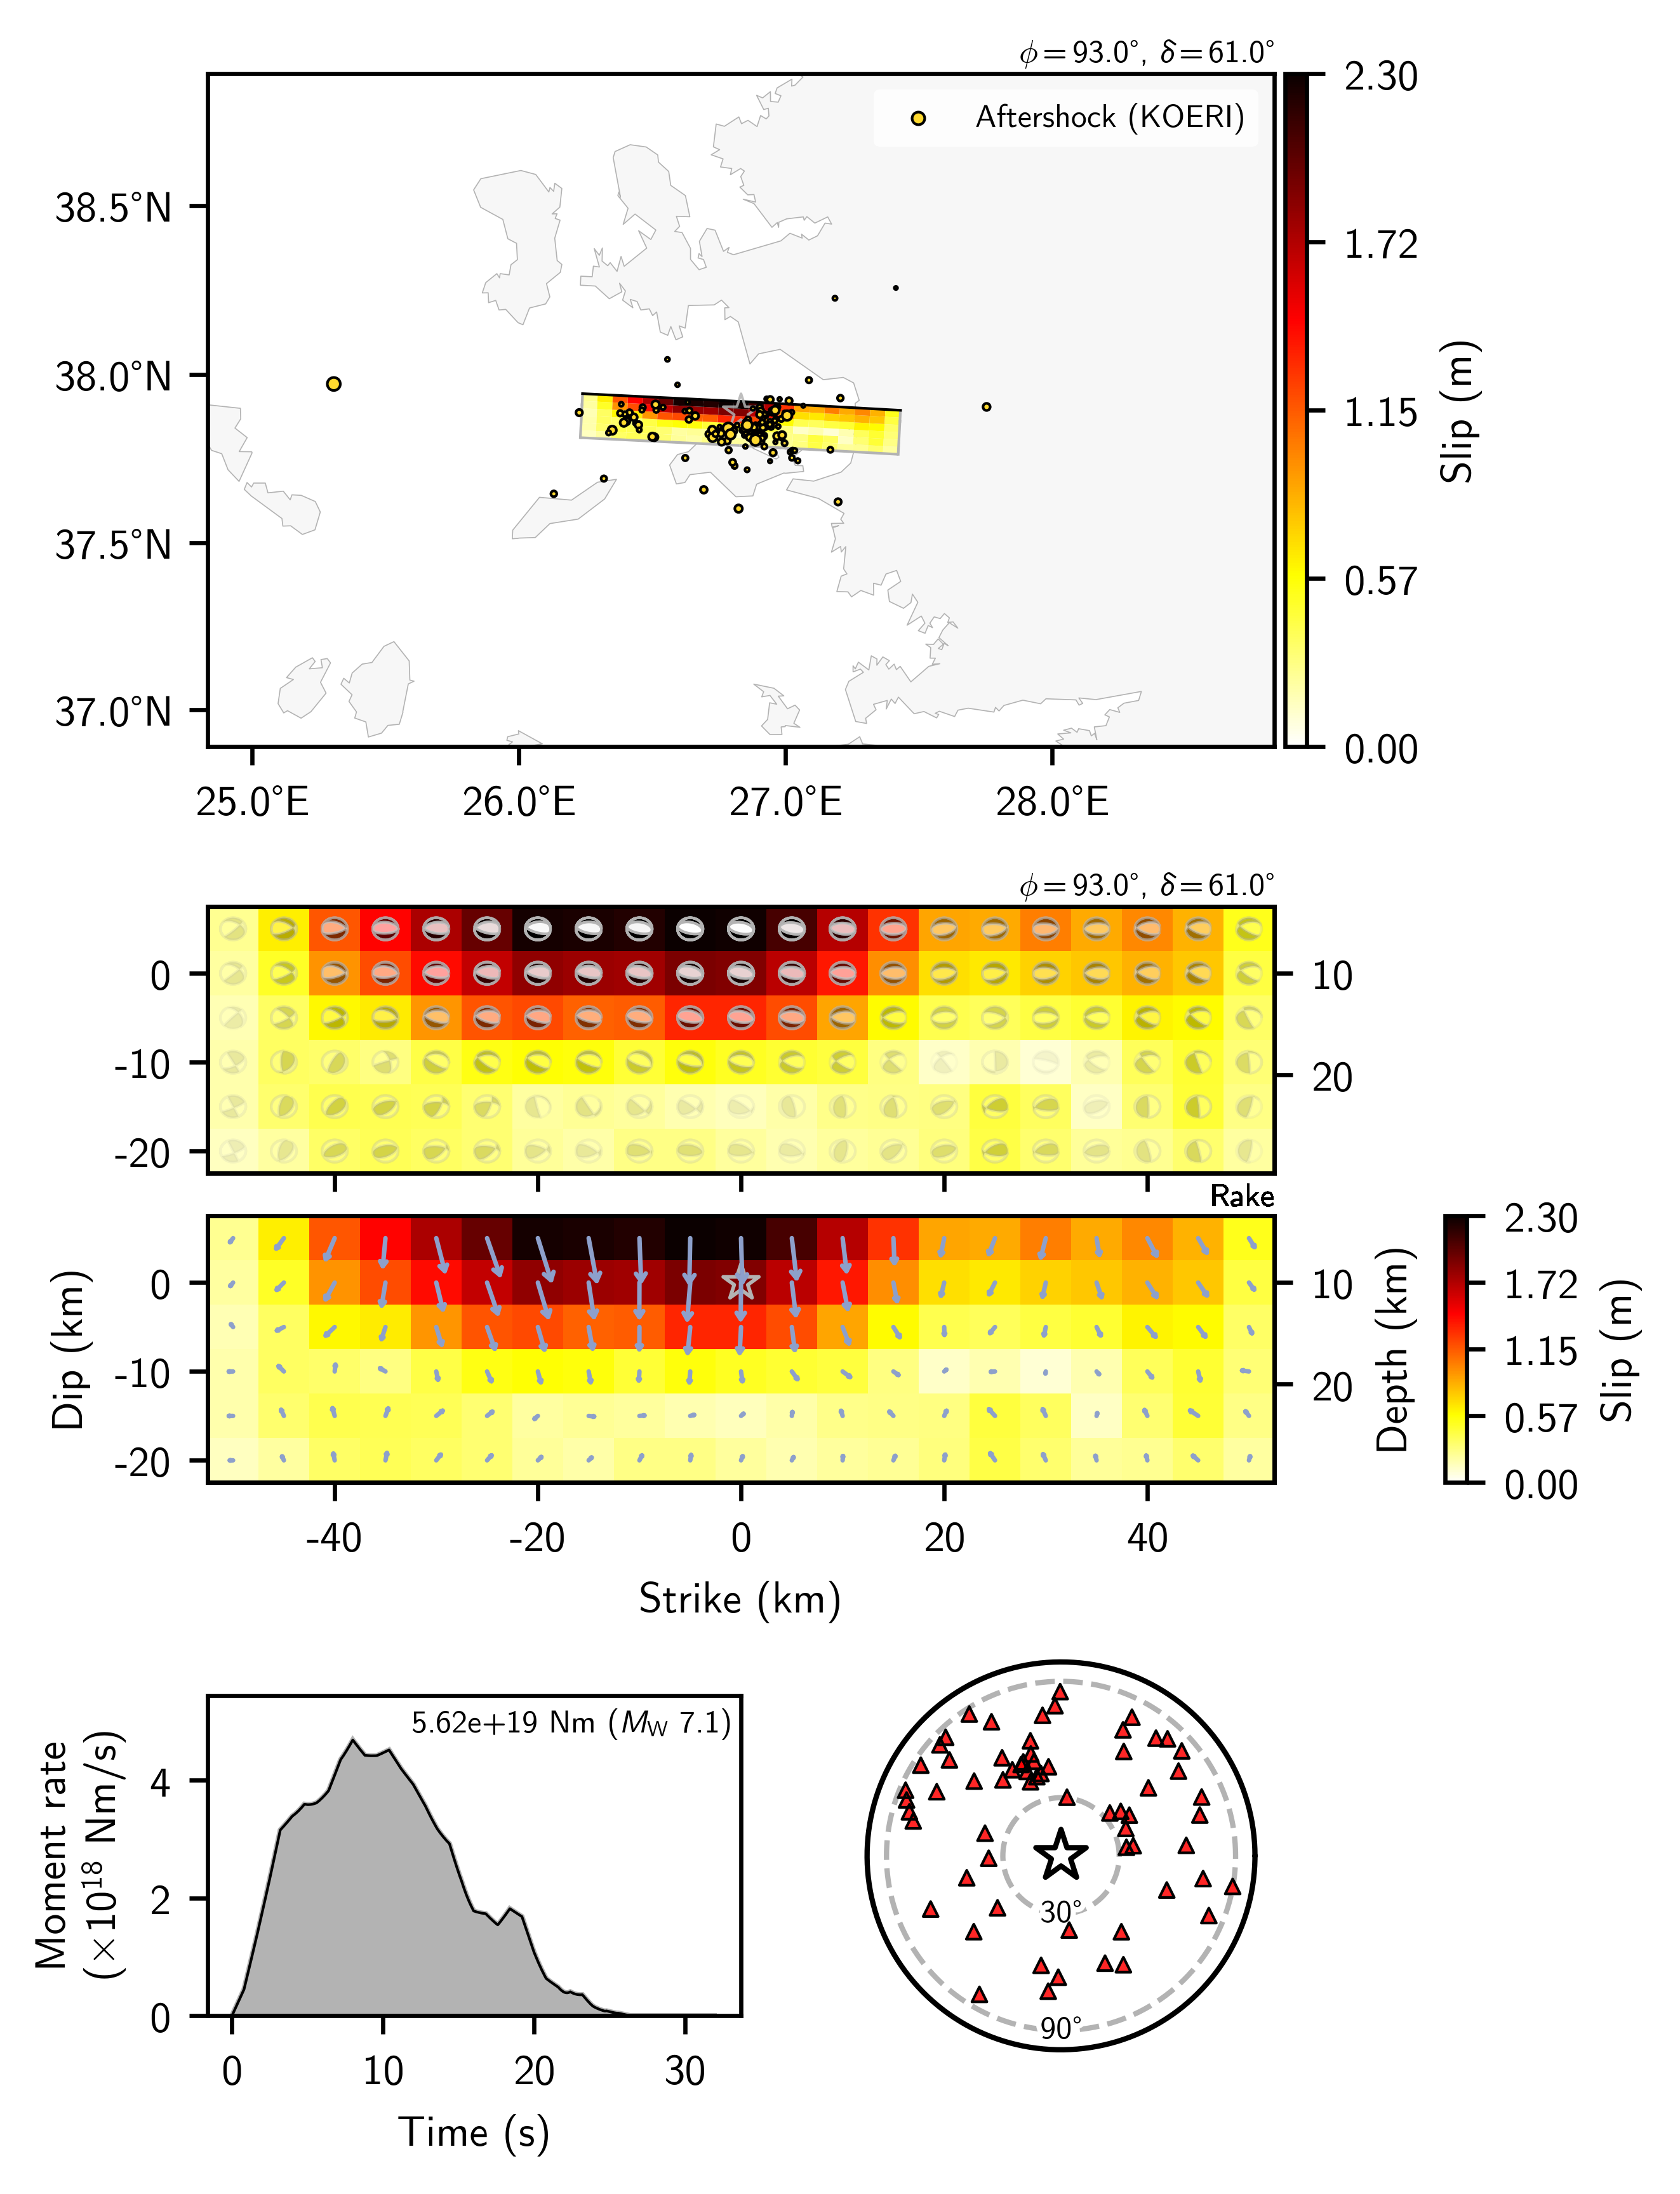 ϕ = 93.0°, δ = 61.0°
Aftershock (KOERI)
38.5°N
38.0°N
37.5°N
37.0°N
25.0°E 26.0°E 27.0°E 28.0°E
2.30
1.72
1.15
0.57
0.00
Slip (m)
ϕ = 93.0°, δ = 61.0°
0
-10
-20
10
20
Rake
Dip (km)
0
-10
-20
10
20
Depth (km)
-40 -20 0 20 40
Strike (km)
2.30
1.72
1.15
0.57
0.00
Slip (m)
5.62e+19 Nm (MW 7.1)
Moment rate
(×10¹⁸ Nm/s)
4
2
0
0 10 20 30
Time (s)
30°
90°